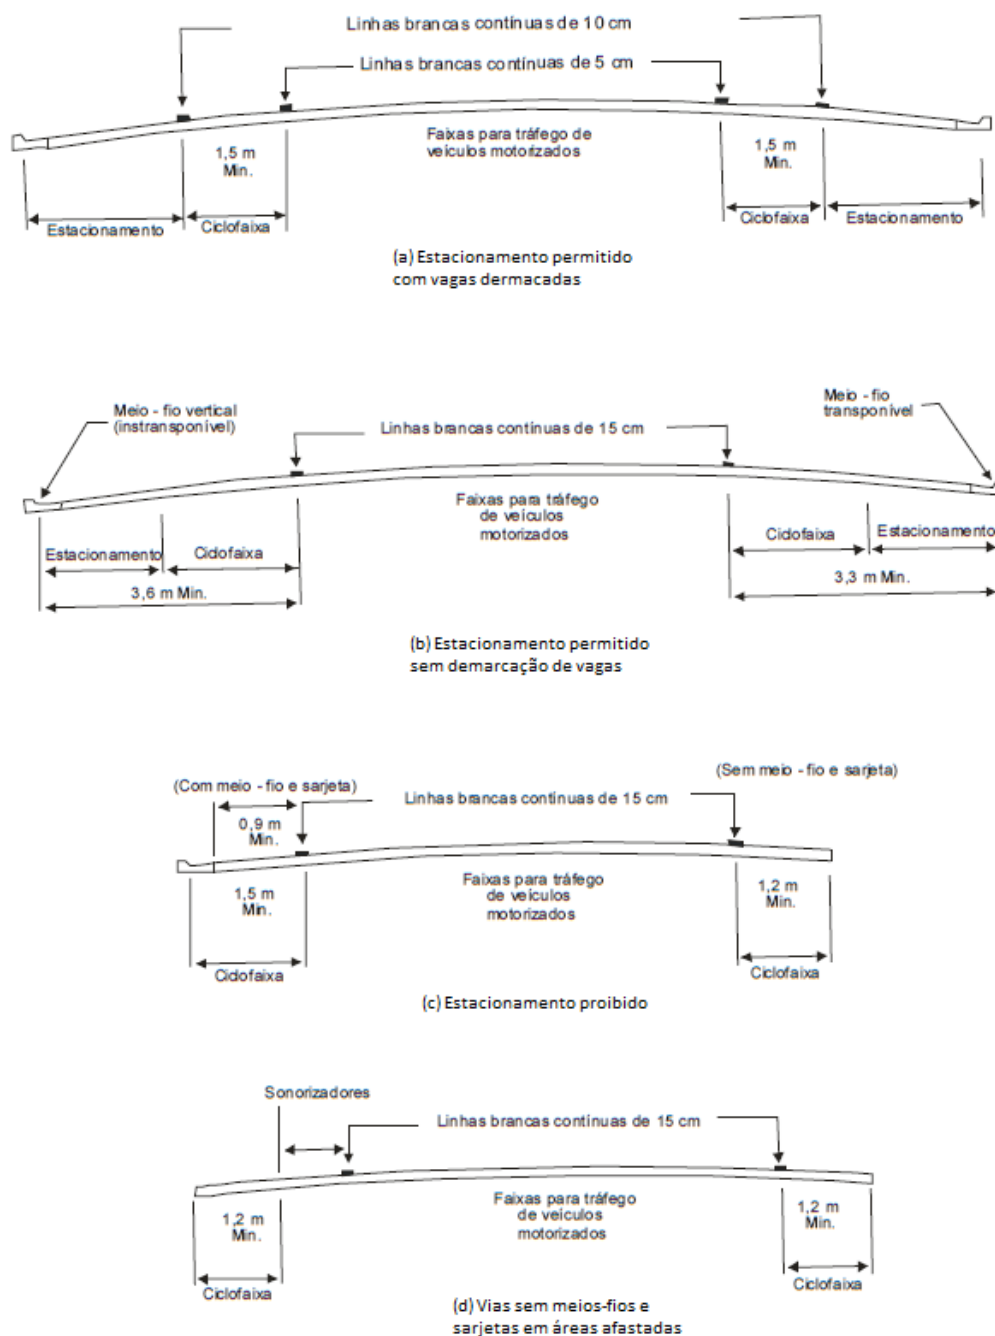 Linhas brancas contínuas de 10 cm
Linhas brancas contínuas de 5 cm
Faixas para tráfego de
veículos motorizados
1,5 m
Min.
1,5 m
Min.
Estacionamento
Ciclofaixa
Ciclofaixa
Estacionamento
(a) Estacionamento permitido
com vagas dermacadas
Meio - fio vertical
(instransponível)
Meio - fio
transponível
Linhas brancas contínuas de 15 cm
Faixas para tráfego
de veículos
motorizados
Estacionamento
Ciclofaixa
Ciclofaixa
Estacionamento
3,6 m Min.
3,3 m Min.
(b) Estacionamento permitido
sem demarcação de vagas
(Com meio - fio e sarjeta)
(Sem meio - fio e sarjeta)
Linhas brancas contínuas de 15 cm
0,9 m
Min.
Faixas para tráfego
de veículos
motorizados
1,5 m
Min.
1,2 m
Min.
Ciclofaixa
Ciclofaixa
(c) Estacionamento proibido
Sonorizadores
Linhas brancas contínuas de 15 cm
Faixas para tráfego
de veículos
motorizados
1,2 m
Min.
1,2 m
Min.
Ciclofaixa
Ciclofaixa
(d) Vias sem meios-fios e
sarjetas em áreas afastadas